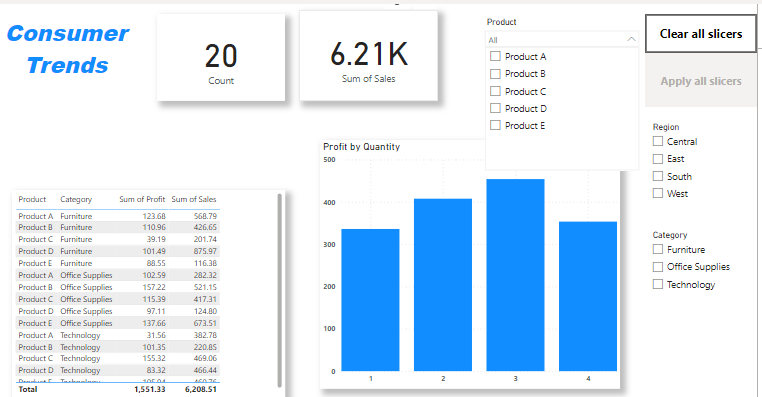 Consumer
Trends
20
Count
6.21K
Sum of Sales
Product
All
Product A
Product B
Product C
Product D
Product E
Clear all slicers
Apply all slicers
Region
Central
East
South
West
Category
Furniture
Office Supplies
Technology
Profit by Quantity
500
400
300
200
100
0
1 2 3 4
Product Category Sum of Profit Sum of Sales
Product A Furniture 123.68 568.79
Product B Furniture 110.96 426.65
Product C Furniture 39.19 201.74
Product D Furniture 101.49 875.97
Product E Furniture 88.55 116.38
Product A Office Supplies 102.59 282.32
Product B Office Supplies 157.22 521.15
Product C Office Supplies 115.39 417.31
Product D Office Supplies 97.11 124.80
Product E Office Supplies 137.66 673.51
Product A Technology 31.56 382.78
Product B Technology 101.35 220.85
Product C Technology 155.32 469.06
Product D Technology 83.32 466.44
Product E Technology
Total 1,551.33 6,208.51